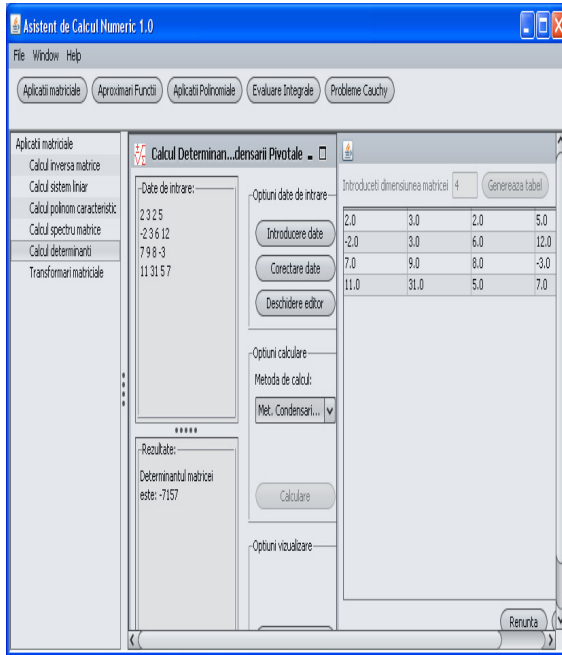 Asistent de Calcul Numeric 1.0
File Window Help
Aplicatii matriciale Aproximari Functii Aplicatii Polinomiale Evaluare Integrale Probleme Cauchy
Aplicatii matriciale
Calcul inversa matrice
Calcul sistem liniar
Calcul polinom caracteristic
Calcul spectru matrice
Calcul determinanti
Transformari matriciale
Calcul Determinan...densarii Pivotale
Date de intrare:
2 3 2 5
-2 3 6 12
7 9 8 -3
11 31 5 7
Rezultate:
Determinantul matricei
este: -7157
Optiuni date de intrare
Introducere date
Corectare date
Deschidere editor
Optiuni calculare
Metoda de calcul:
Met. Condensari...
Calculare
Optiuni vizualizare
Introduceti dimensiunea matricei 4 Genereaza tabel
2.0 3.0 2.0 5.0
-2.0 3.0 6.0 12.0
7.0 9.0 8.0 -3.0
11.0 31.0 5.0 7.0
Renunta